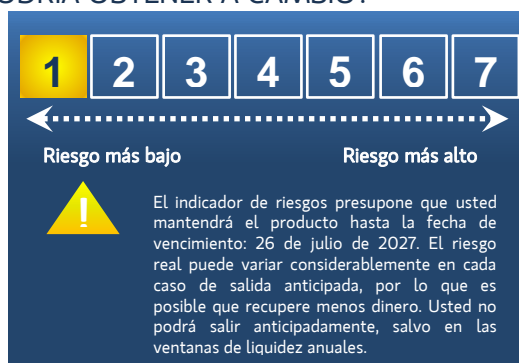 ODRÍA OBTENER A CAMBIO?
1 2 3 4 5 6 7
Riesgo más bajo Riesgo más alto
!
El indicador de riesgos presupone que usted
mantendrá el producto hasta la fecha de
vencimiento: 26 de julio de 2027. El riesgo
real puede variar considerablemente en cada
caso de salida anticipada, por lo que es
posible que recupere menos dinero. Usted no
podrá salir anticipadamente, salvo en las
ventanas de liquidez anuales.